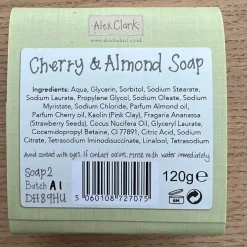 Alex Clark
www.alexclarkart.co.uk
Cherry & Almond Soap
Ingredients: Aqua, Glycerin, Sorbitol, Sodium Stearate,
Sodium Laurate, Propylene Glycol, Sodium Oleate, Sodium
Myristate, Sodium Chloride, Parfum Almond oil,
Parfum Cherry oil, Kaolin (Pink Clay), Fragaria Ananassa
(Strawberry Seeds), Cocos Nucifera Oil, Glyceryl Laurate,
Cocamidopropyl Betaine, CI 77891, Citric Acid, Sodium
Citrate, Tetrasodium Iminodisuccinate, Linalool, Tetrasodium
Avoid contact with eyes. If contact occurs, rinse with water immediately
Soap2
Batch A1
DH89HU
5 060108 727075
120g e
6M